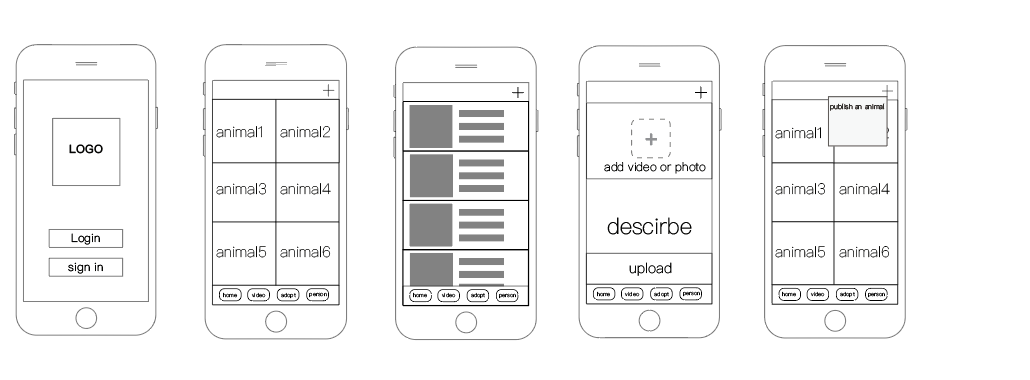 LOGO
Login
sign in
+
animal1 animal2
animal3 animal4
animal5 animal6
home video adopt person
+
home video adopt person
+
+
add video or photo
descirbe
upload
home video adopt person
+
publish an animal
animal1 2
animal3 animal4
animal5 animal6
home video adopt person